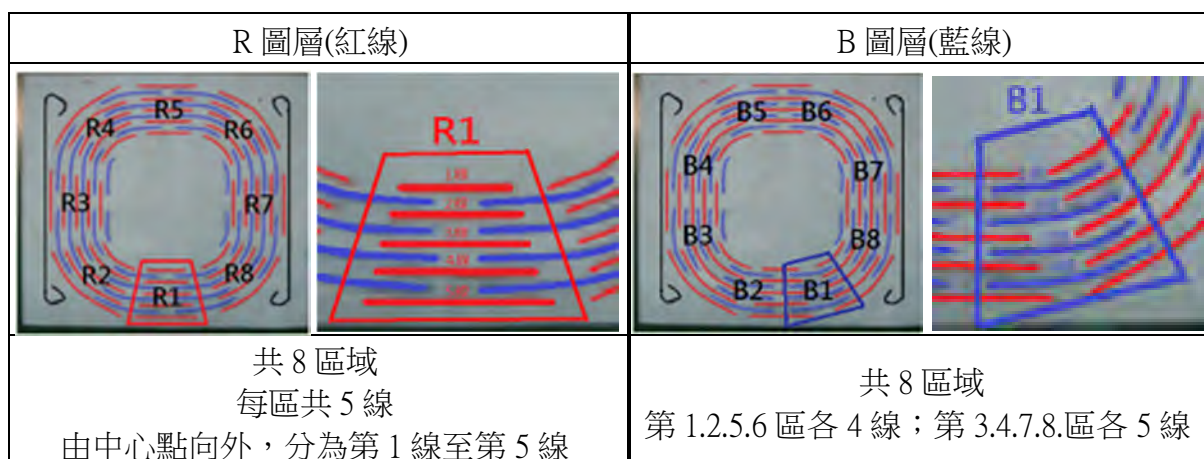 R 圖層(紅線)
B 圖層(藍線)
R5
R4
R6
R3
R7
R2
R8
R1
R1
B5 B6
B4
B7
B3
B8
B2 B1
B1
共 8 區域
每區共 5 線
由中心點向外，分為第 1 線至第 5 線
共 8 區域
第 1.2.5.6 區各 4 線；第 3.4.7.8.區各 5 線